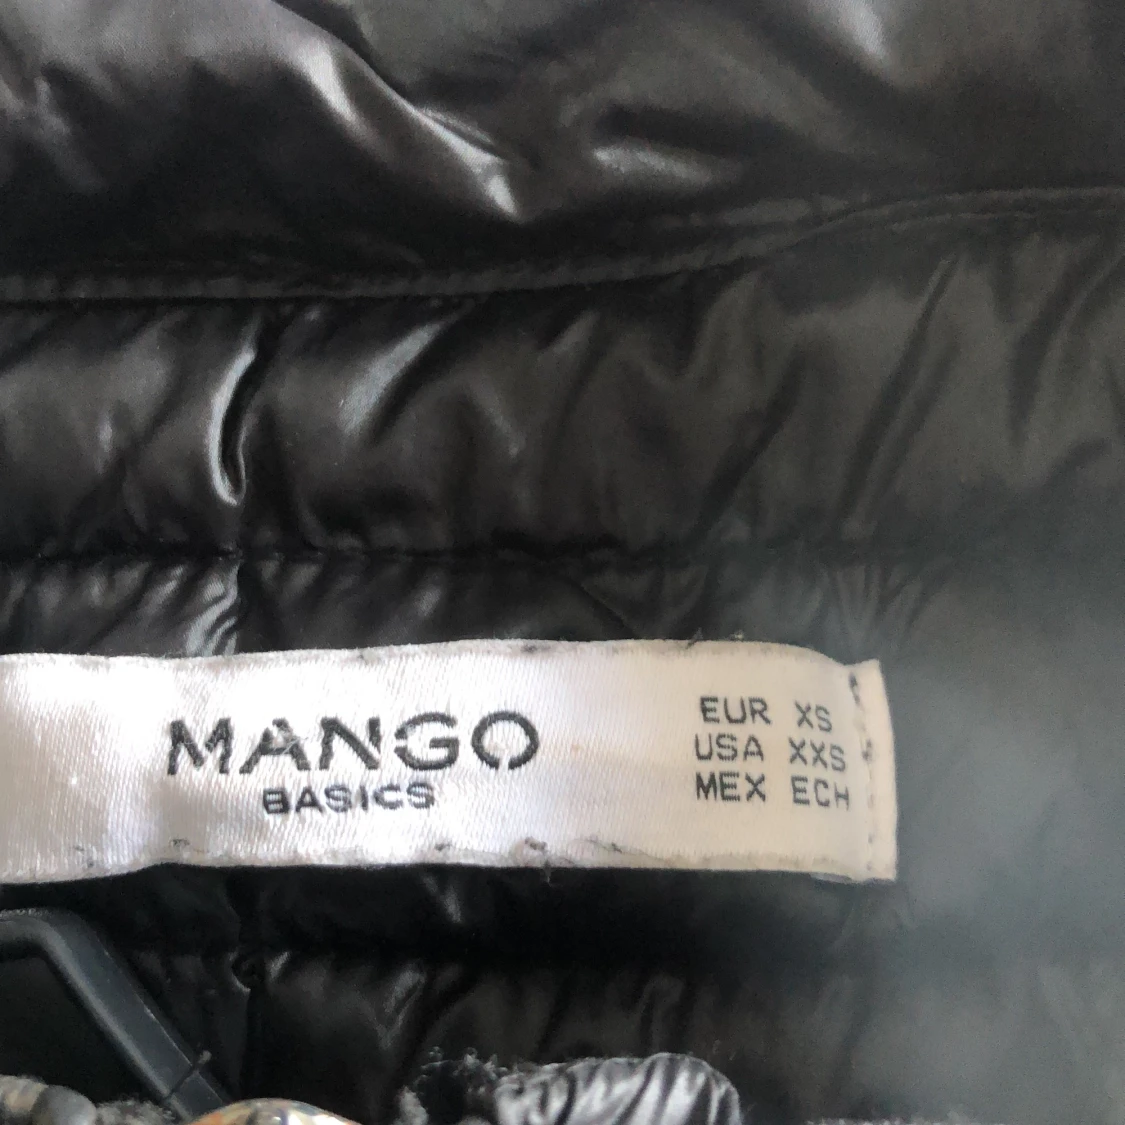 MANGO
BASICS
EUR XS
USA XXS
MEX ECH